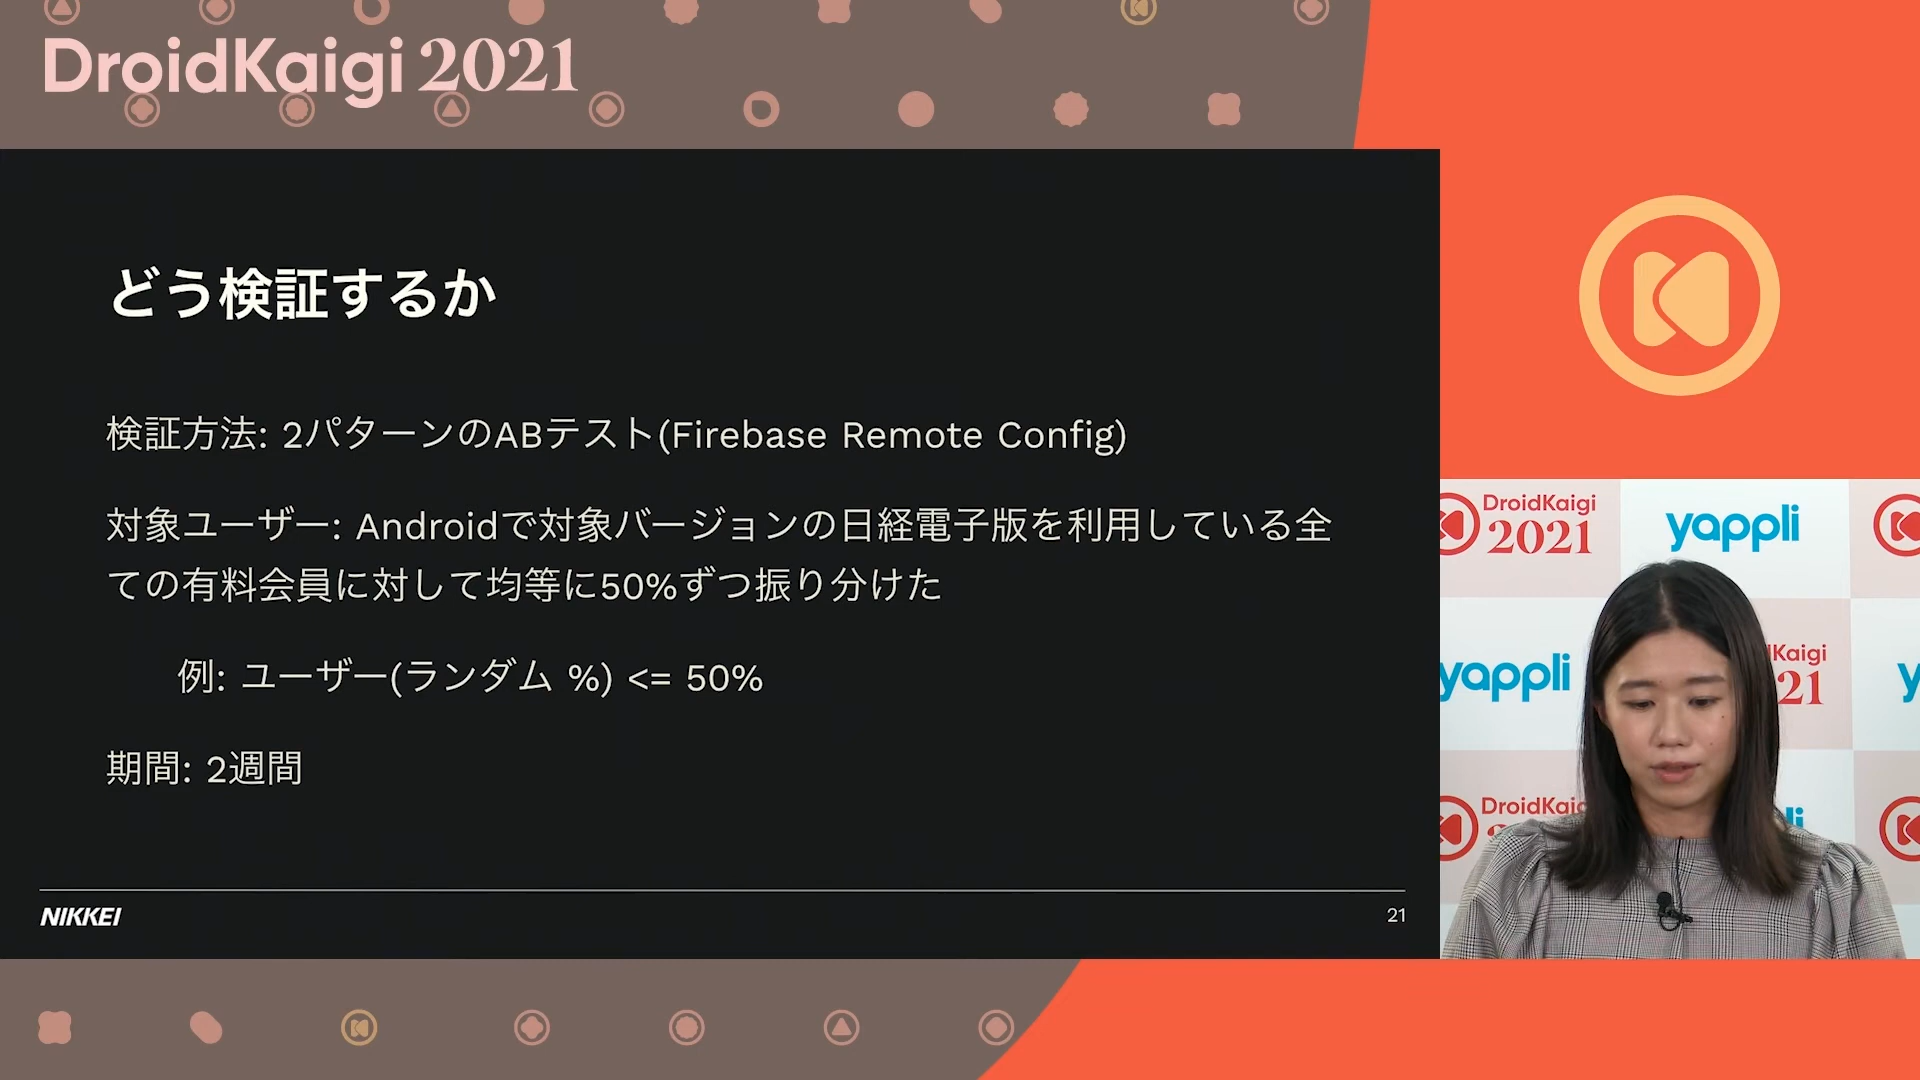 DroidKaigi 2021
どう検証するか
検証方法: 2パターンのABテスト(Firebase Remote Config)
対象ユーザー: Androidで対象バージョンの日経電子版を利用している全
ての有料会員に対して均等に50%ずつ振り分けた
例: ユーザー(ランダム %) <= 50%
期間: 2週間
NIKKEI
21
DroidKaigi
2021
yappli
yappli
Kaigi
21
DroidKaig
li